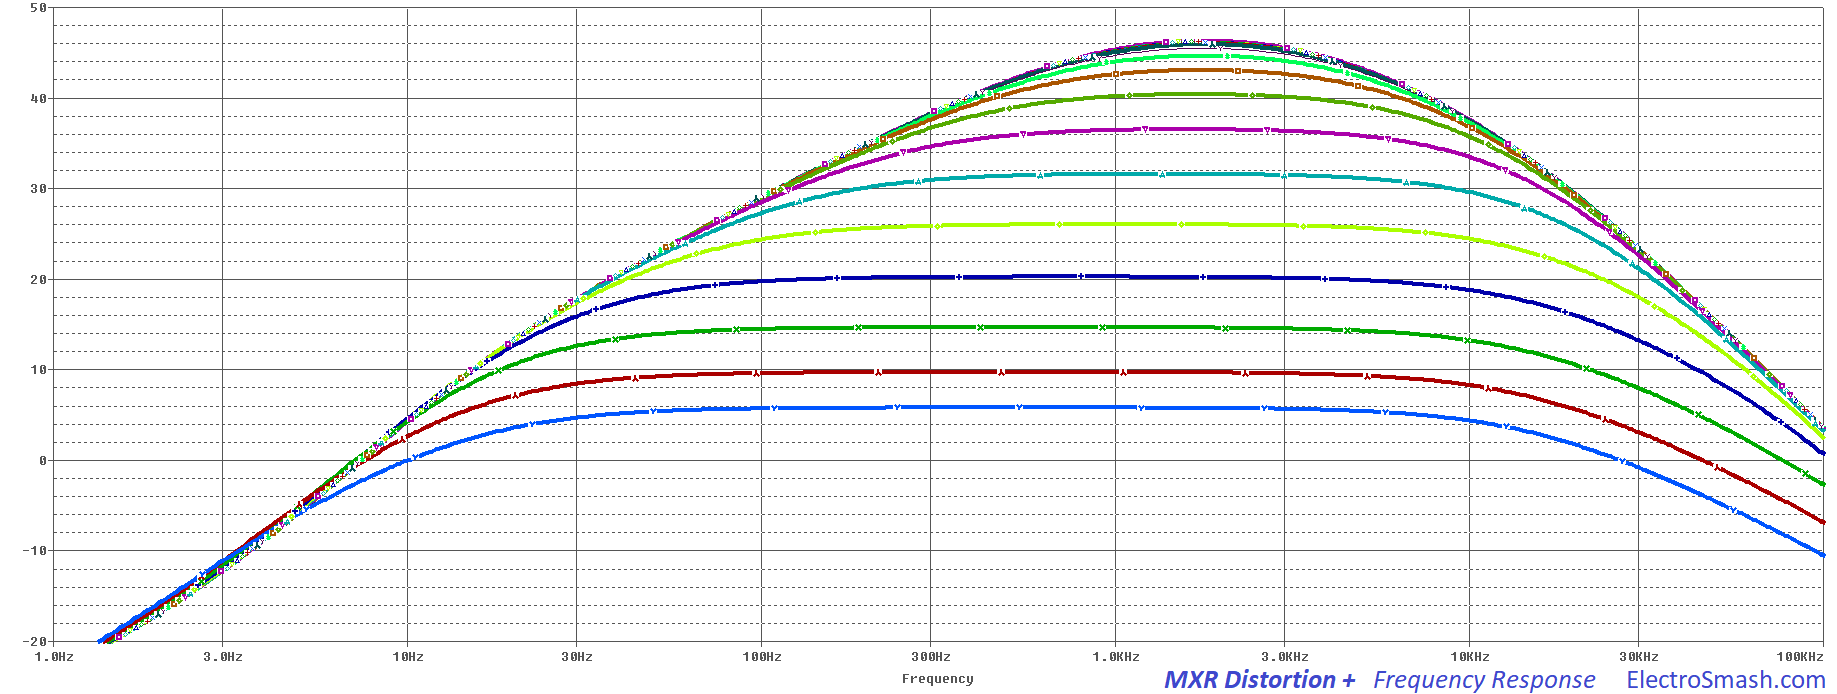 50
40
30
20
10
0
-10
-20
1.0Hz 3.0Hz 10Hz 30Hz 100Hz 300Hz 1.0KHz 3.0KHz 10KHz 30KHz 100KHz
Frequency
MXR Distortion + Frequency Response ElectroSmash.com